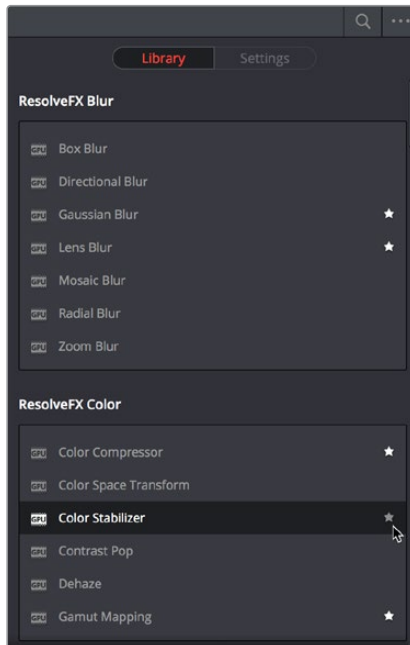 Library Settings
ResolveFX Blur
GPU Box Blur
GPU Directional Blur
GPU Gaussian Blur
GPU Lens Blur
GPU Mosaic Blur
GPU Radial Blur
GPU Zoom Blur
ResolveFX Color
GPU Color Compressor
GPU Color Space Transform
GPU Color Stabilizer
GPU Contrast Pop
GPU Dehaze
GPU Gamut Mapping